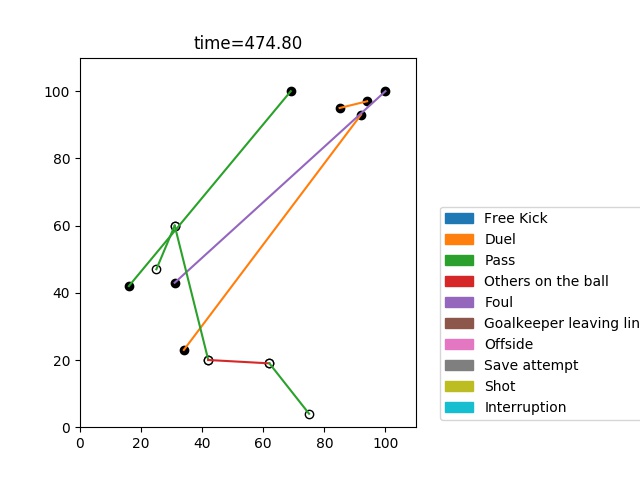 time=474.80
100
80
60
40
20
0
0 20 40 60 80 100
Free Kick
Duel
Pass
Others on the ball
Foul
Goalkeeper leaving lin
Offside
Save attempt
Shot
Interruption